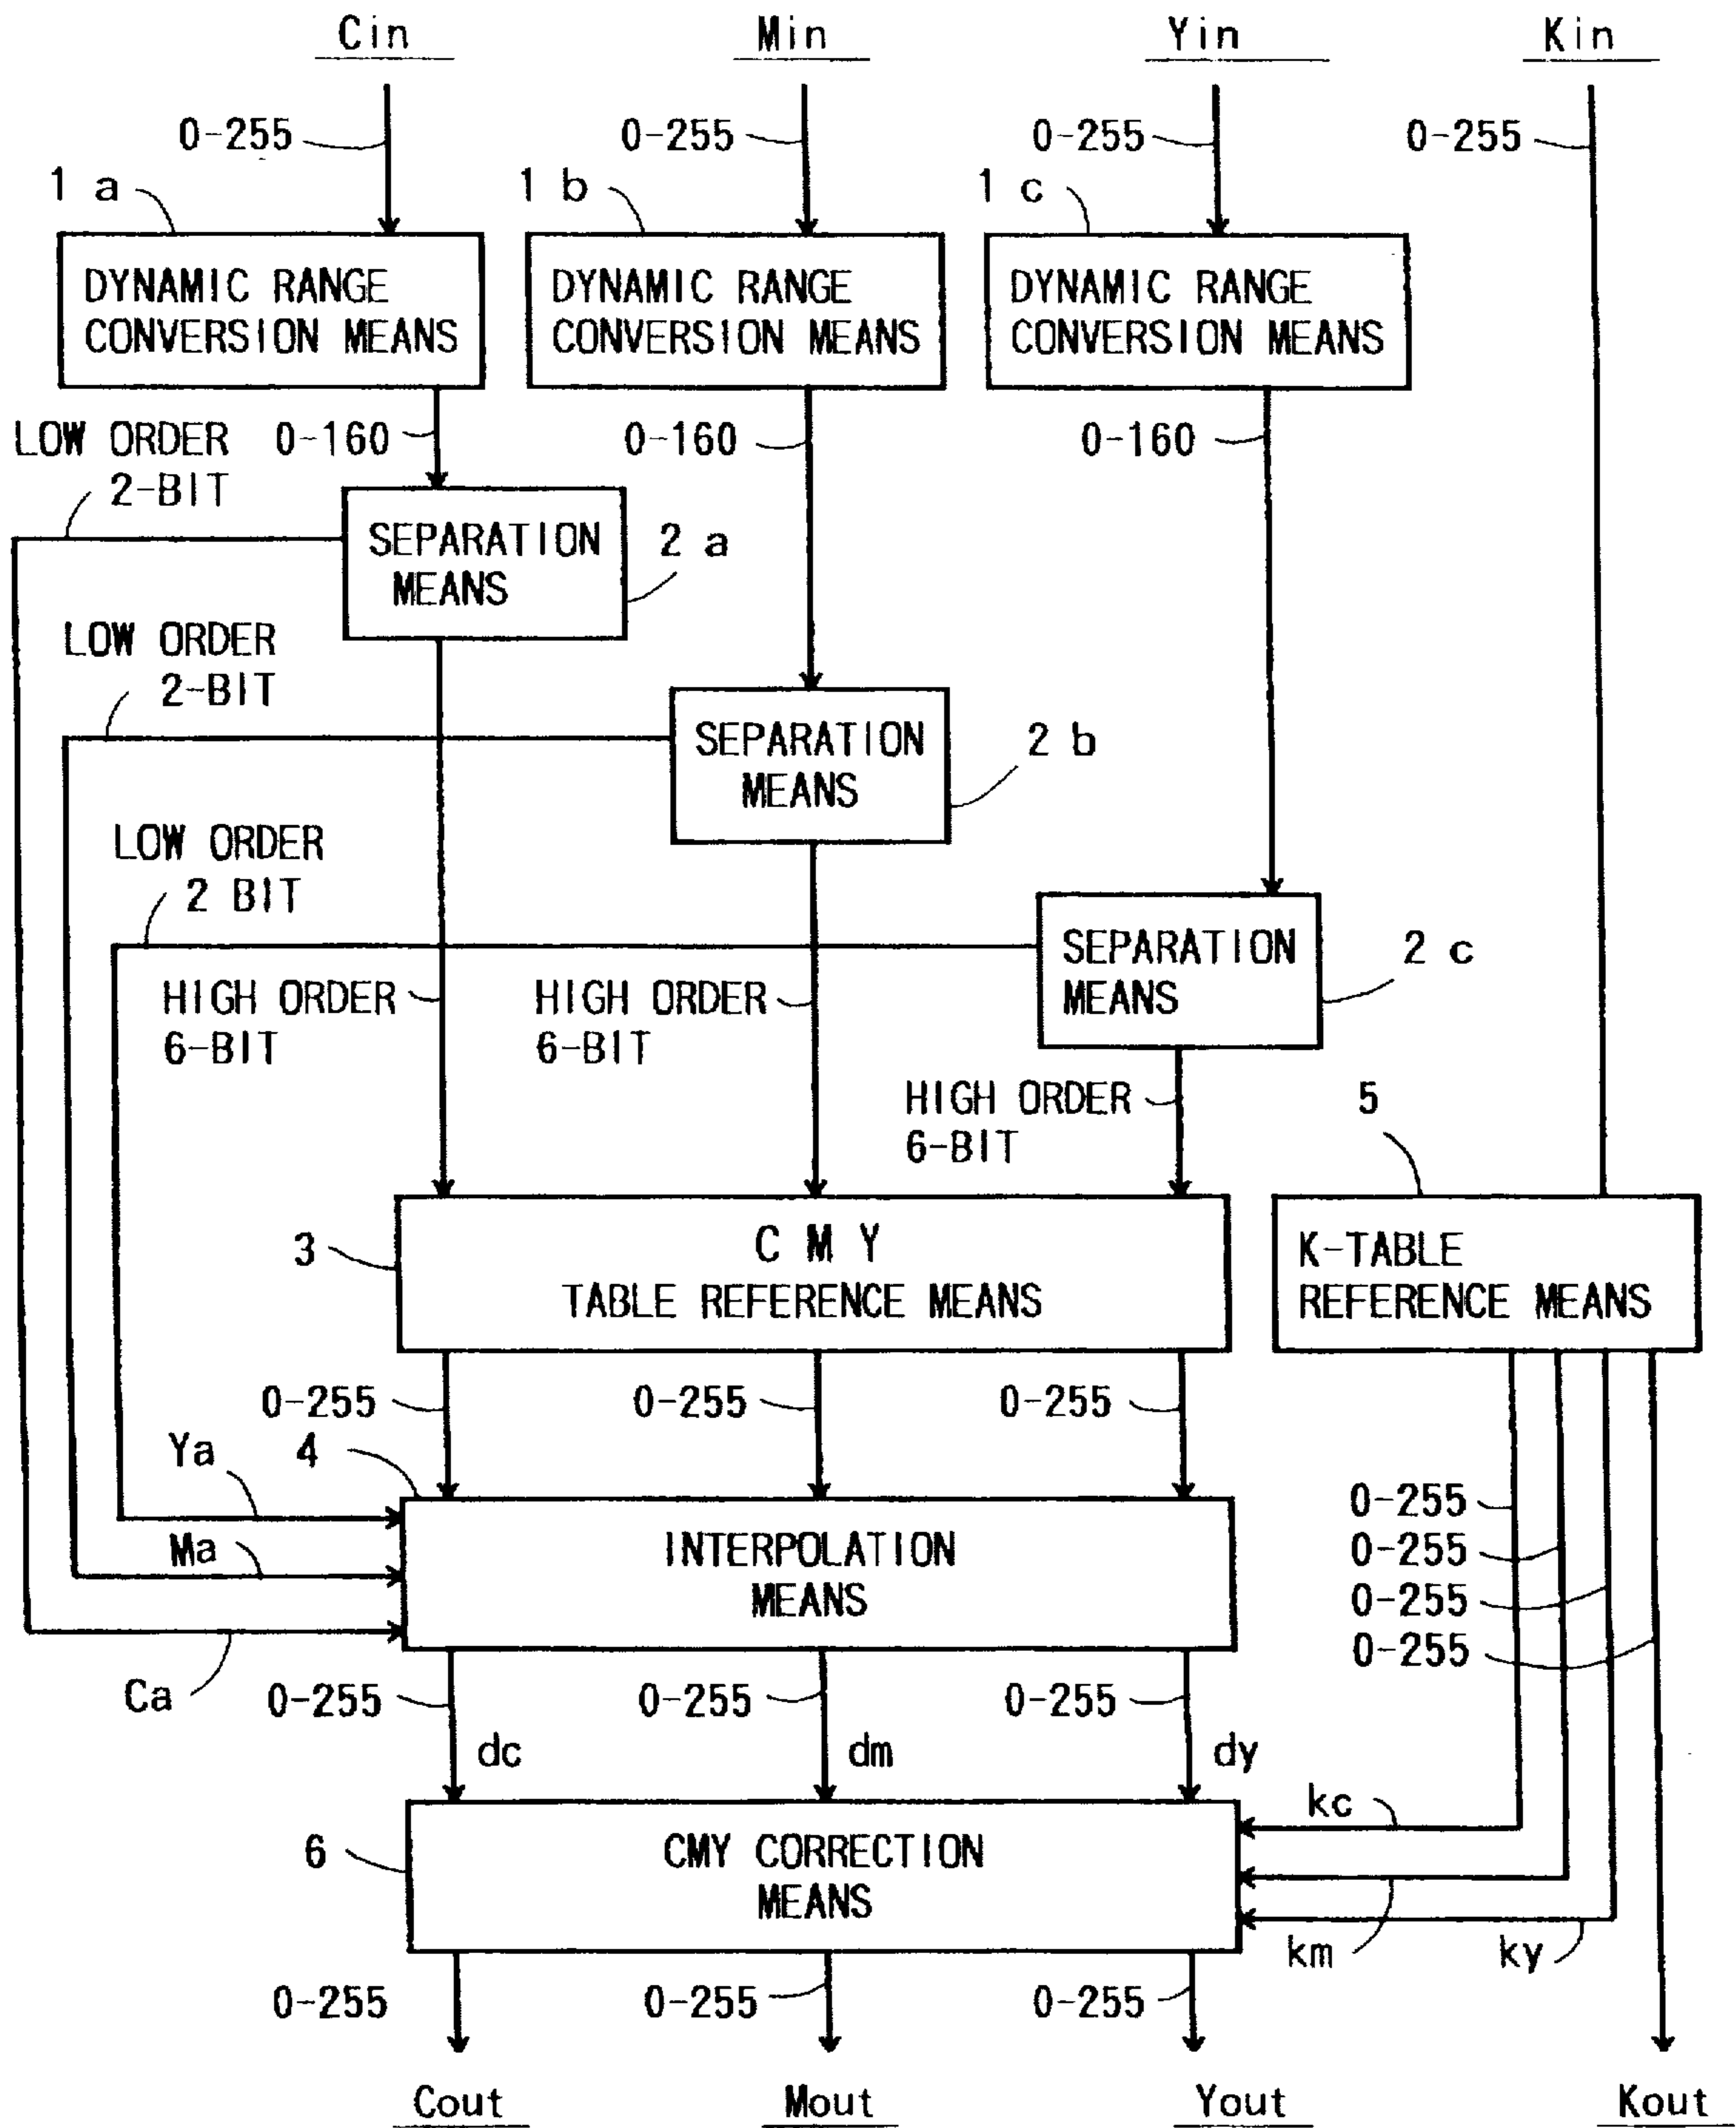 Cin
Min
Yin
Kin
0-255
0-255
0-255
0-255
1 a
1 b
1 c
DYNAMIC RANGE
CONVERSION MEANS
DYNAMIC RANGE
CONVERSION MEANS
DYNAMIC RANGE
CONVERSION MEANS
LOW ORDER
2-BIT
0-160
0-160
0-160
SEPARATION
MEANS
2 a
LOW ORDER
2-BIT
SEPARATION
MEANS
2 b
LOW ORDER
2 BIT
SEPARATION
MEANS
2 c
HIGH ORDER
6-BIT
HIGH ORDER
6-BIT
HIGH ORDER
6-BIT
5
3
C M Y
TABLE REFERENCE MEANS
K-TABLE
REFERENCE MEANS
0-255
0-255
0-255
Ya
4
Ma
Ca
INTERPOLATION
MEANS
0-255
0-255
0-255
0-255
0-255
0-255
0-255
dc
dm
dy
kc
6
CMY CORRECTION
MEANS
km
ky
0-255
0-255
0-255
Cout
Mout
Yout
Kout